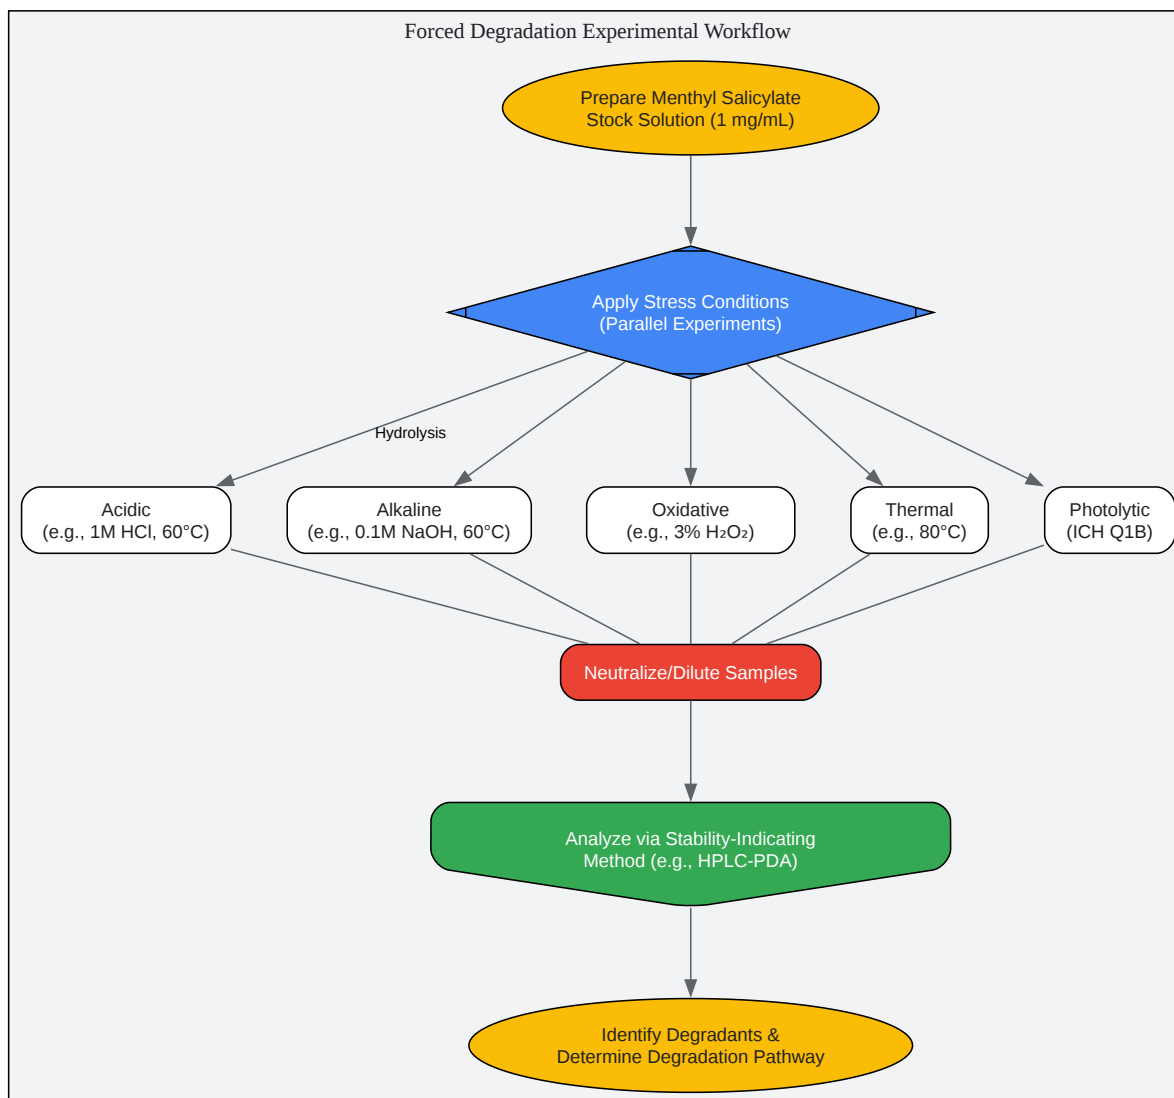 Forced Degradation Experimental Workflow
Prepare Menthyl Salicylate
Stock Solution (1 mg/mL)
Apply Stress Conditions
(Parallel Experiments)
Hydrolysis
Acidic
(e.g., 1M HCl, 60°C)
Alkaline
(e.g., 0.1M NaOH, 60°C)
Oxidative
(e.g., 3% H₂O₂)
Thermal
(e.g., 80°C)
Photolytic
(ICH Q1B)
Neutralize/Dilute Samples
Analyze via Stability-Indicating
Method (e.g., HPLC-PDA)
Identify Degradants &
Determine Degradation Pathway